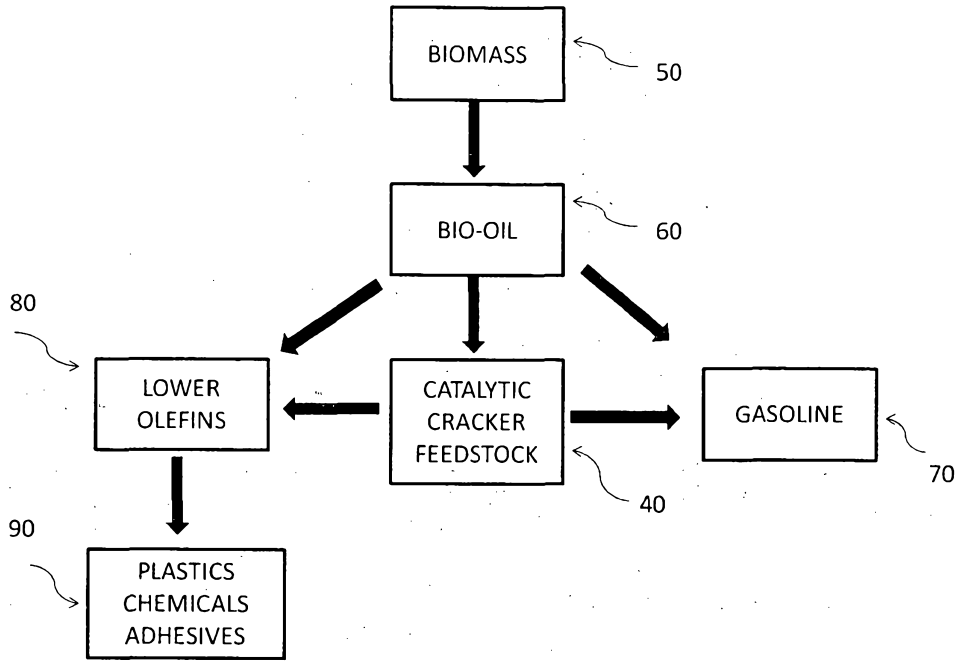 BIOMASS
50
BIO-OIL
60
80
LOWER
OLEFINS
CATALYTIC
CRACKER
FEEDSTOCK
40
GASOLINE
70
90
PLASTICS
CHEMICALS
ADHESIVES